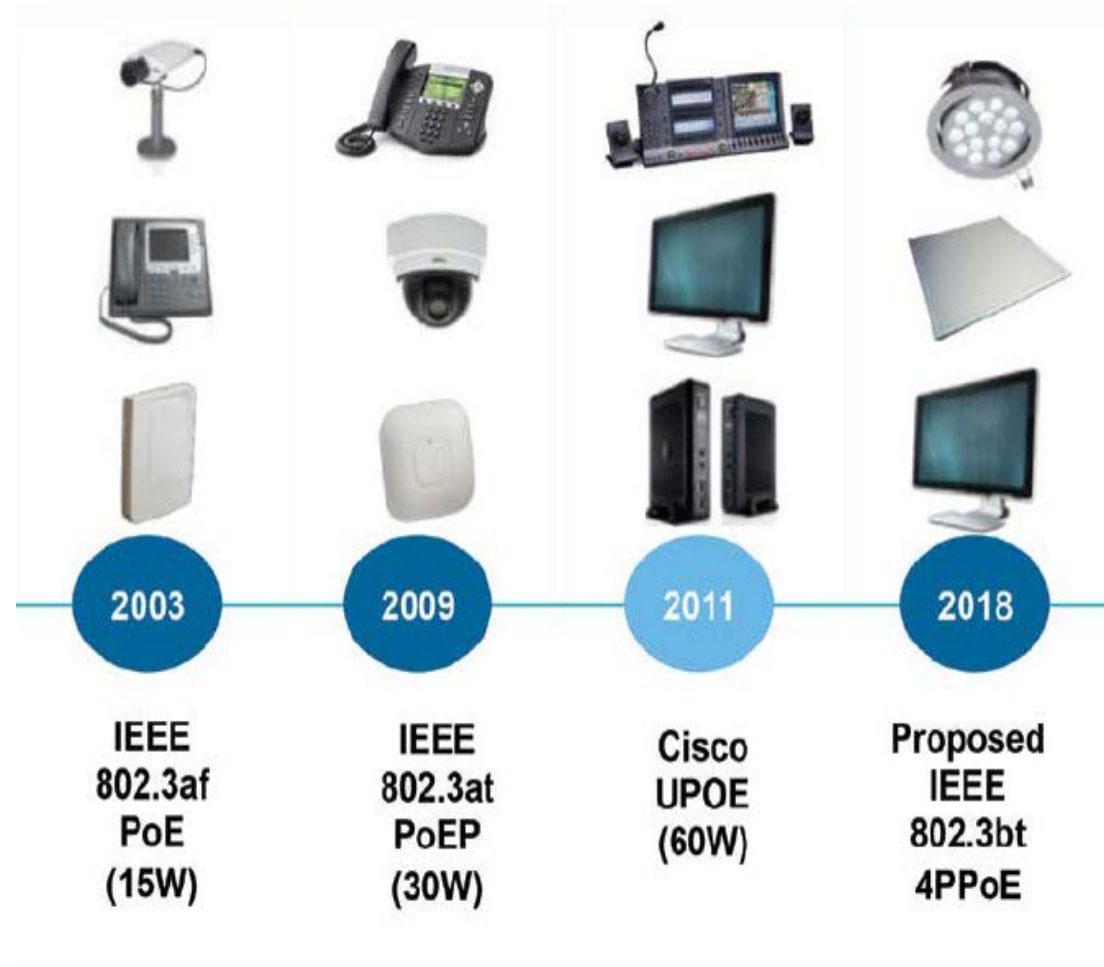 2003
2009
2011
2018
IEEE
802.3af
PoE
(15W)
IEEE
802.3at
PoEP
(30W)
Cisco
UPOE
(60W)
Proposed
IEEE
802.3bt
4PPoE